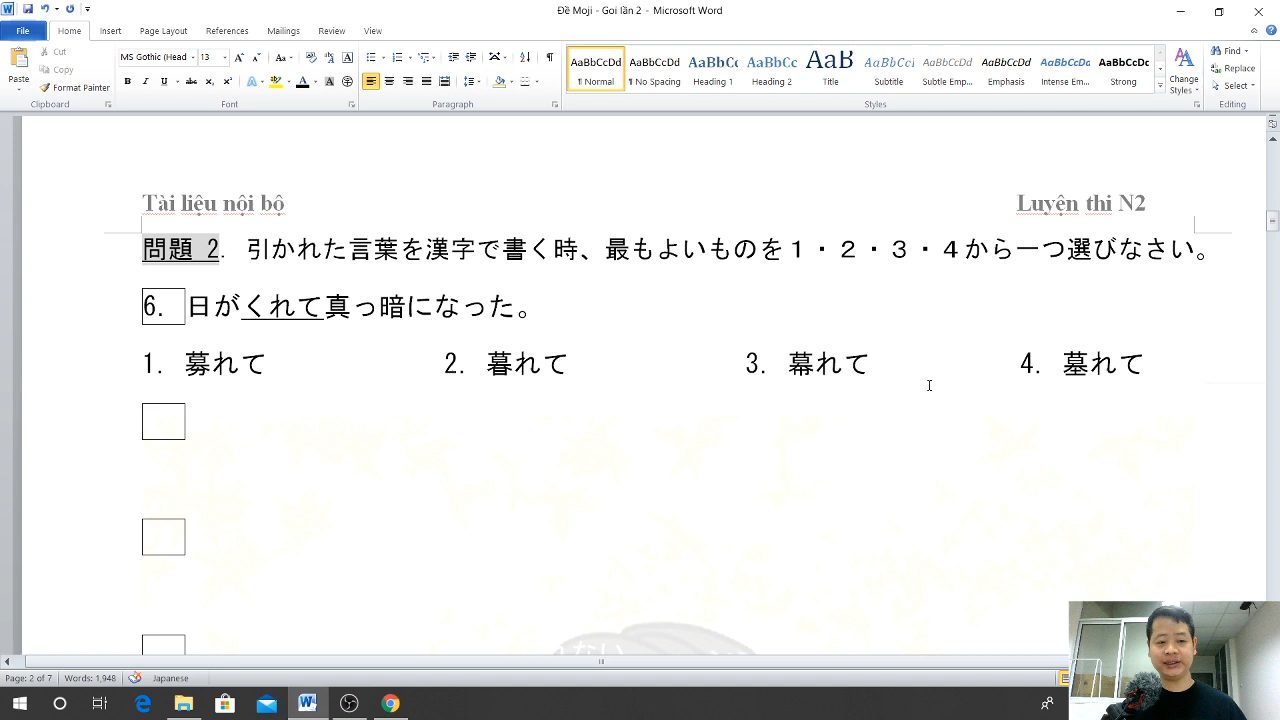 Đề Moji - Goi lần 2 - Microsoft Word
File Home Insert Page Layout References Mailings Review View
Paste
Cut
Copy
Format Painter
Clipboard
MS Gothic (Head 13
Font
Paragraph
AaBbCcDd AaBbCcDd AaBbCc AaBbCc AaB AaBbCcI AaBbCcDd AaBbCcDd AaBbCcDd AaBbCcDc
¶ Normal ¶ No Spacing Heading 1 Heading 2 Title Subtitle Subtle Emp... Emphasis Intense Em... Strong
Styles
Change Styles
Find
Replace
Select
Editing
Tài liệu nội bộ Luyện thi N2
問題 2. 引かれた言葉を漢字で書く時、最もよいものを１・２・３・４から一つ選びなさい。
6. 日がくれて真っ暗になった。
1. 募れて 2. 暮れて 3. 幕れて 4. 墓れて
Page: 2 of 7 Words: 1,948 Japanese